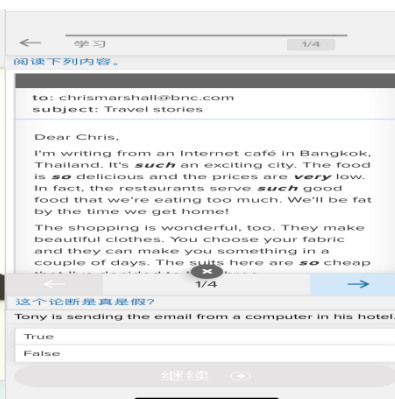 学习
1/4
阅读下列内容。
to: chrismarshall@bnc.com
subject: Travel stories
Dear Chris,
I'm writing from an Internet café in Bangkok,
Thailand. It's such an exciting city. The food
is so delicious and the prices are very low.
In fact, the restaurants serve such good
food that we're eating too much. We'll be fat
by the time we get home!
The shopping is wonderful, too. They make
beautiful clothes. You choose your fabric
and they can make you something in a
couple of days. The suits here are so cheap
1/4
这个论断是真是假?
Tony is sending the email from a computer in his hotel.
True
False
继续